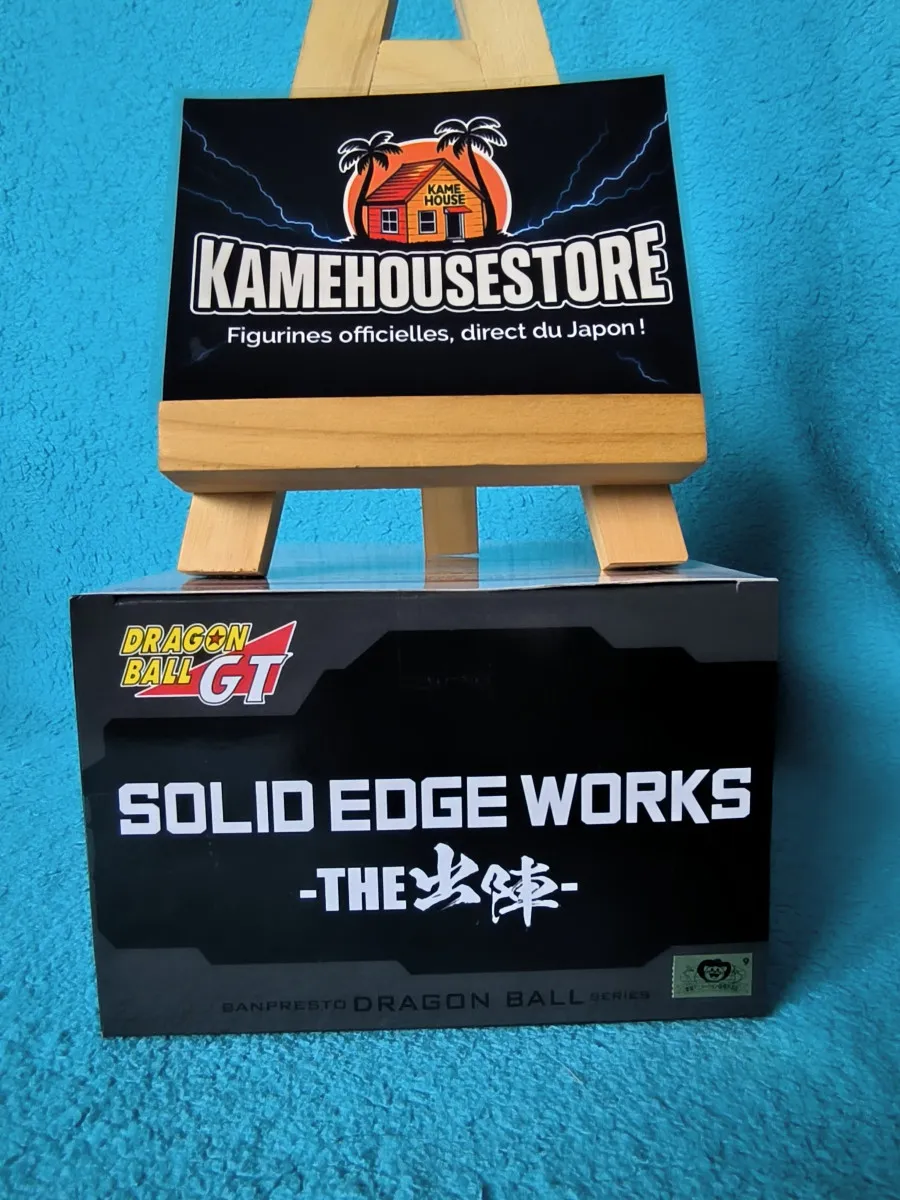 KAME
HOUSE
KAMEHOUSESTORE
Figurines officielles, direct du Japon !
DRAGON
BALL
GT
SOLID EDGE WORKS
-THE出陣-
BANPRESTO DRAGON BALL SERIES